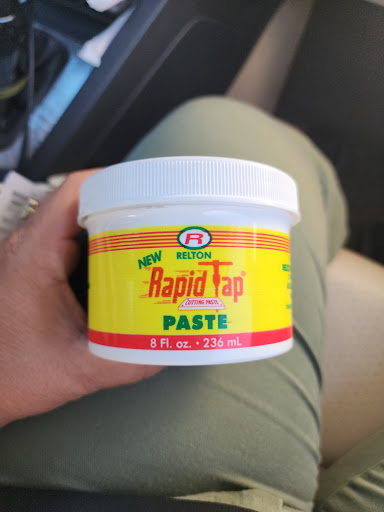 R
RELTON
NEW
Rapid Tap®
CUTTING PASTE
PASTE
8 Fl. oz. • 236 mL